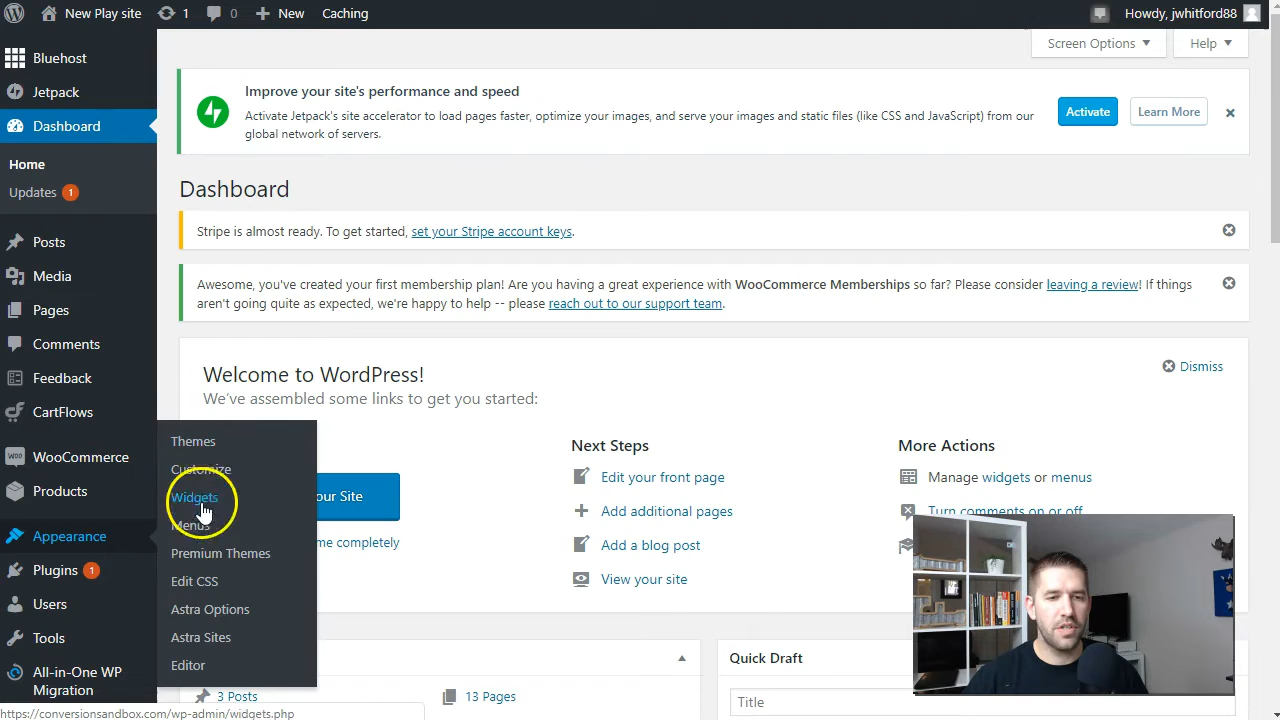 New Play site 1 0 New Caching Howdy, jwhitford88
Screen Options Help
Bluehost
Jetpack
Dashboard
Home
Updates 1
Posts
Media
Pages
Comments
Feedback
CartFlows
WooCommerce
Products
Appearance
Plugins 1
Users
Tools
All-in-One WP
Migration
Themes
Customize
Widgets
Menus
Premium Themes
Edit CSS
Astra Options
Astra Sites
Editor
Improve your site's performance and speed
Activate Jetpack's site accelerator to load pages faster, optimize your images, and serve your images and static files (like CSS and JavaScript) from our
global network of servers.
Activate Learn More
Dashboard
Stripe is almost ready. To get started, set your Stripe account keys.
Awesome, you've created your first membership plan! Are you having a great experience with WooCommerce Memberships so far? Please consider leaving a review! If things
aren't going quite as expected, we're happy to help -- please reach out to our support team.
Welcome to WordPress!
We've assembled some links to get you started:
Dismiss
our Site
me completely
Next Steps
Edit your front page
Add additional pages
Add a blog post
View your site
More Actions
Manage widgets or menus
Turn comments on or off
3 Posts 13 Pages
Quick Draft
Title
https://conversionsandbox.com/wp-admin/widgets.php